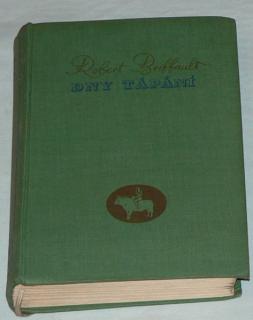 Robert Briffault
DNY TÁPÁNÍ